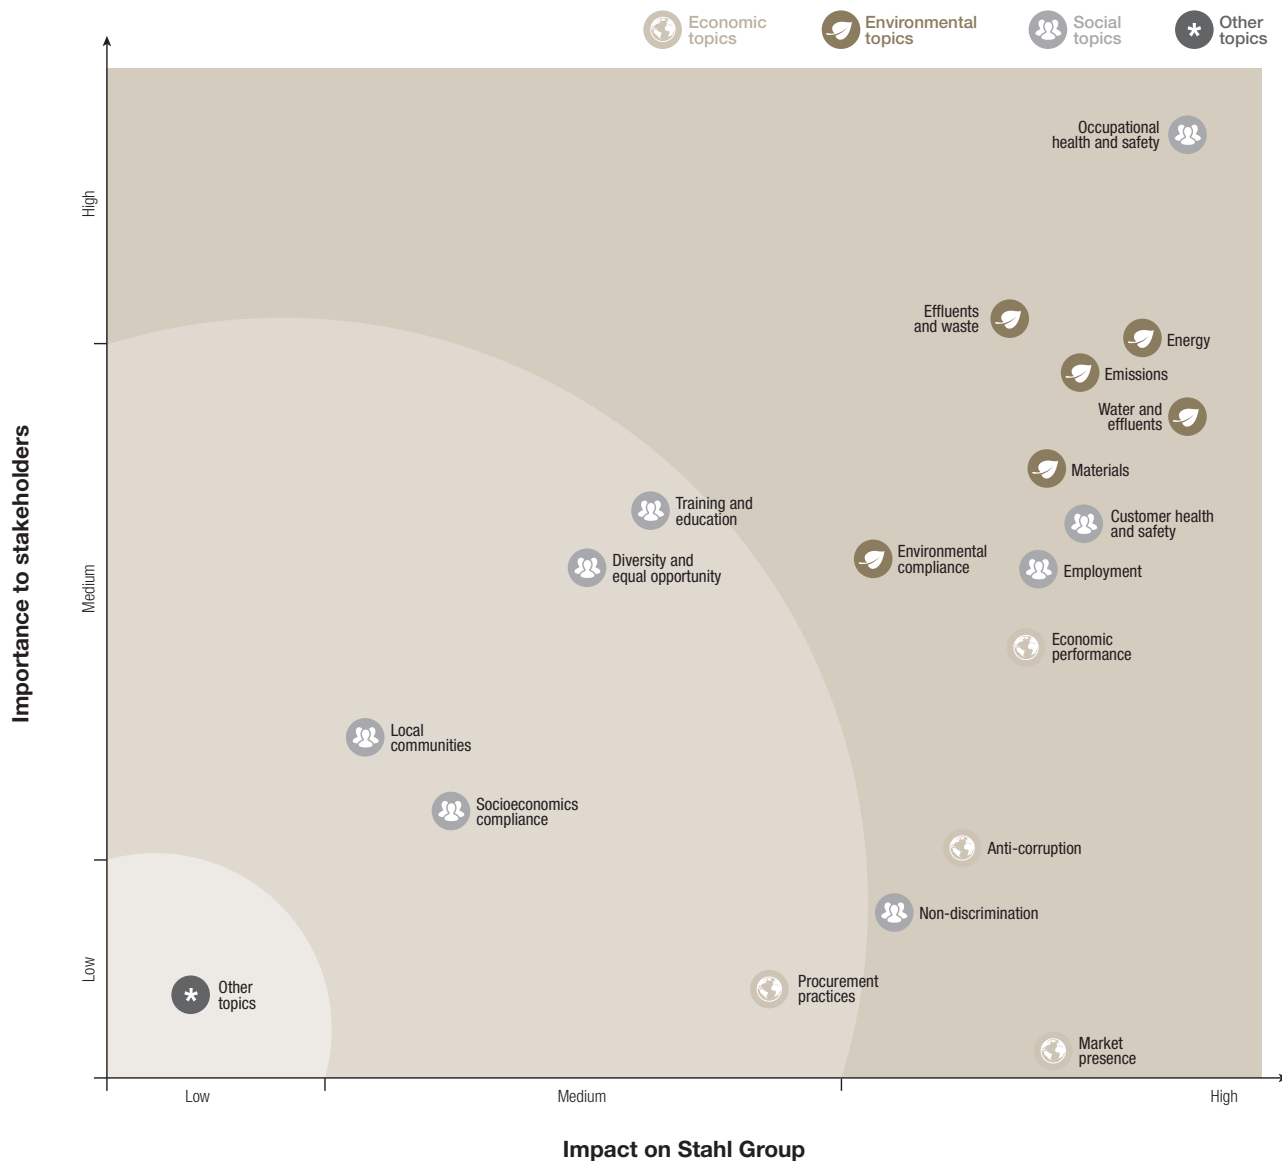 Economic
topics
Environmental
topics
Social
topics
Other
topics
Occupational
health and safety
High
Effluents
and waste
Energy
Emissions
Water and
effluents
Materials
Training and
education
Customer health
and safety
Environmental
compliance
Diversity and
equal opportunity
Employment
Medium
Importance to stakeholders
Economic
performance
Local
communities
Socioeconomics
compliance
Anti-corruption
Non-discrimination
Low
Other
topics
Procurement
practices
Market
presence
Low
Medium
High
Impact on Stahl Group